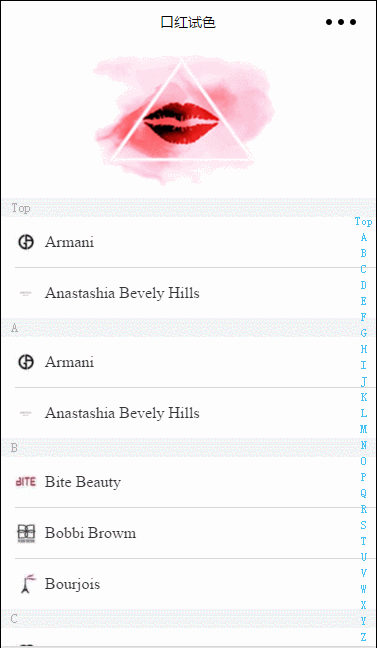 口红试色
Top
Armani
Anastashia Bevely Hills
A
Armani
Anastashia Bevely Hills
B
BITE
Bite Beauty
Bobbi Browm
Bourjois
C
Top
A
B
C
D
E
F
G
H
I
J
K
L
M
N
O
P
Q
R
S
T
U
V
W
X
Y
Z